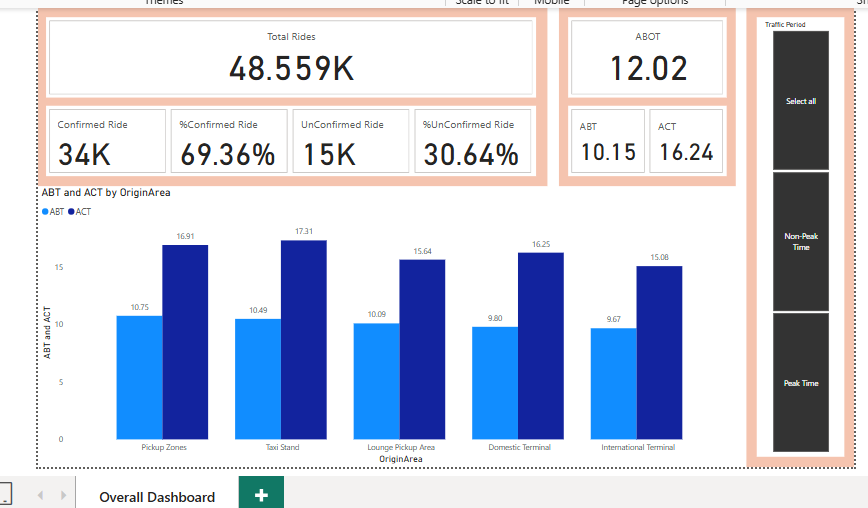 Themes
Scale to fit
Mobile
Page options
Total Rides
48.559K
Confirmed Ride
34K
%Confirmed Ride
69.36%
UnConfirmed Ride
15K
%UnConfirmed Ride
30.64%
ABOT
12.02
ABT
10.15
ACT
16.24
Traffic Period
Select all
Non-Peak
Time
Peak Time
ABT and ACT by OriginArea
ABT ACT
ABT and ACT
15
10
5
0
10.75
16.91
10.49
17.31
10.09
15.64
9.80
16.25
9.67
15.08
Pickup Zones
Taxi Stand
Lounge Pickup Area
Domestic Terminal
International Terminal
OriginArea
Overall Dashboard